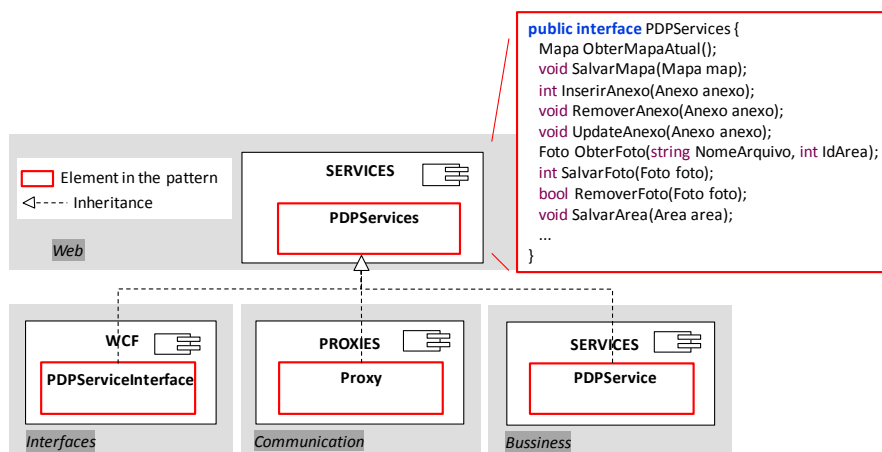 public interface PDPServices {
Mapa ObterMapaAtual();
void SalvarMapa(Mapa map);
int InserirAnexo(Anexo anexo);
void RemoverAnexo(Anexo anexo);
void UpdateAnexo(Anexo anexo);
Foto ObterFoto(string NomeArquivo, int IdArea);
int SalvarFoto(Foto foto);
bool RemoverFoto(Foto foto);
void SalvarArea(Area area);
...
}
Element in the pattern
Inheritance
SERVICES
PDPServices
Web
WCF
PDPServiceInterface
Interfaces
PROXIES
Proxy
Communication
SERVICES
PDPService
Bussiness